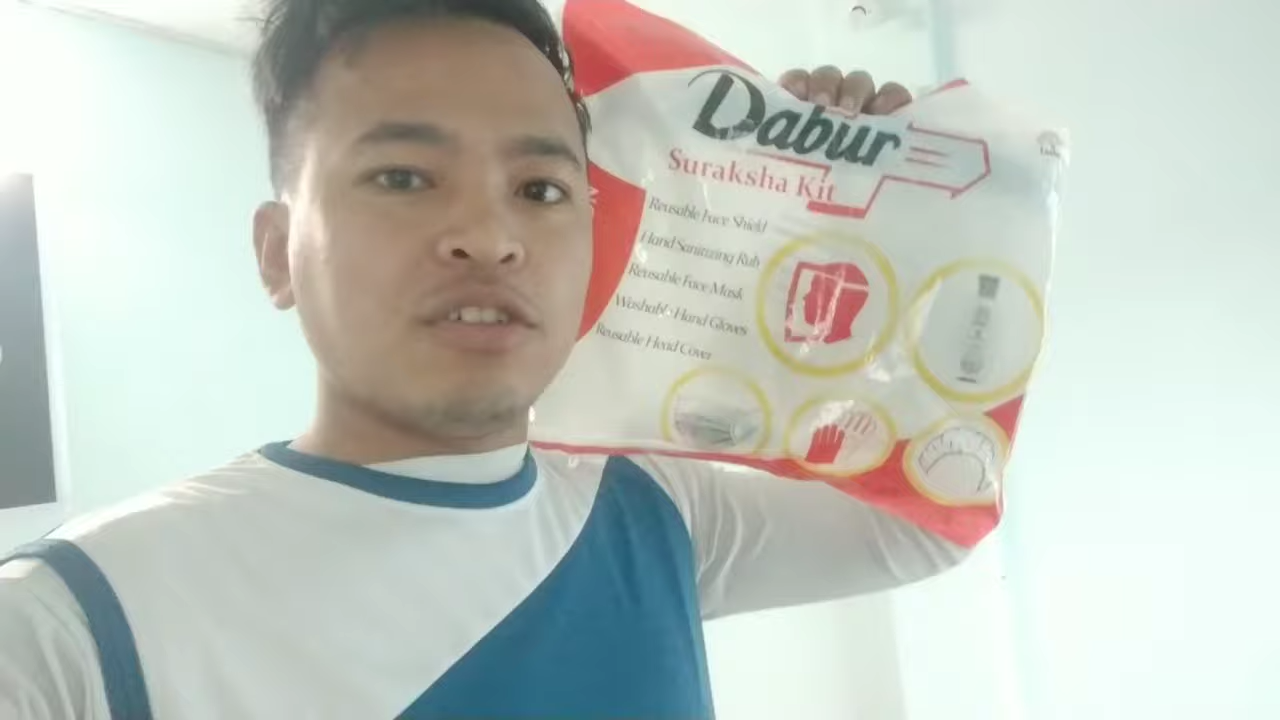 Dabur
Suraksha Kit
Reusable Face Shield
Hand Sanitizing Rub
Reusable Face Mask
Washable Hand Gloves
Reusable Head Cover